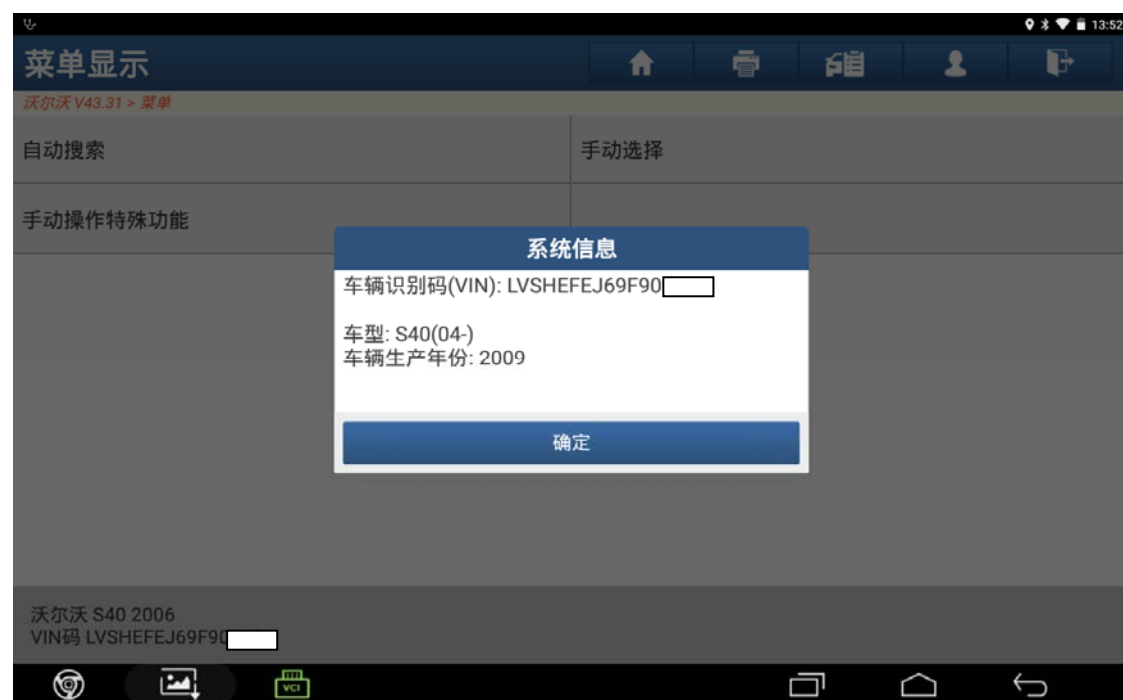 13:52
菜单显示
沃尔沃 V43.31 > 菜单
自动搜索
手动选择
手动操作特殊功能
系统信息
车辆识别码(VIN): LVSHEFEJ69F90
车型: S40(04-)
车辆生产年份: 2009
确定
沃尔沃 S40 2006
VIN码 LVSHEFEJ69F90
VCI